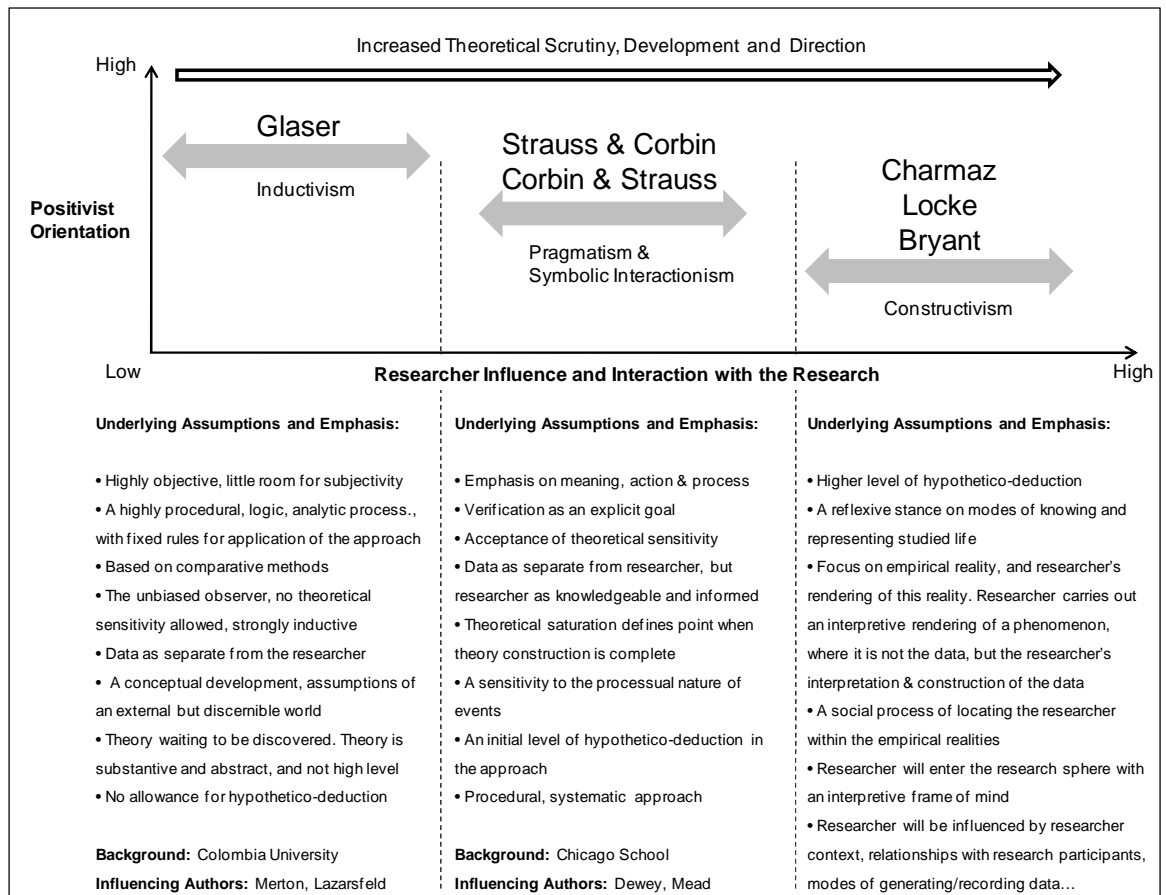 Increased Theoretical Scrutiny, Development and Direction
High
Glaser
Inductivism
Strauss & Corbin
Corbin & Strauss
Pragmatism &
Symbolic Interactionism
Charmaz
Locke
Bryant
Constructivism
Positivist
Orientation
Low
Researcher Influence and Interaction with the Research
High
Underlying Assumptions and Emphasis:
• Highly objective, little room for subjectivity
• A highly procedural, logic, analytic process.,
with fixed rules for application of the approach
• Based on comparative methods
• The unbiased observer, no theoretical
sensitivity allowed, strongly inductive
• Data as separate from the researcher
• A conceptual development, assumptions of
an external but discernible world
• Theory waiting to be discovered. Theory is
substantive and abstract, and not high level
• No allowance for hypothetico-deduction
Background: Colombia University
Influencing Authors: Merton, Lazarsfeld
Underlying Assumptions and Emphasis:
• Emphasis on meaning, action & process
• Verification as an explicit goal
• Acceptance of theoretical sensitivity
• Data as separate from researcher, but
researcher as knowledgeable and informed
• Theoretical saturation defines point when
theory construction is complete
• A sensitivity to the processual nature of
events
• An initial level of hypothetico-deduction in
the approach
• Procedural, systematic approach
Background: Chicago School
Influencing Authors: Dewey, Mead
Underlying Assumptions and Emphasis:
• Higher level of hypothetico-deduction
• A reflexive stance on modes of knowing and
representing studied life
• Focus on empirical reality, and researcher's
rendering of this reality. Researcher carries out
an interpretive rendering of a phenomenon,
where it is not the data, but the researcher's
interpretation & construction of the data
• A social process of locating the researcher
within the empirical realities
• Researcher will enter the research sphere with
an interpretive frame of mind
• Researcher will be influenced by researcher
context, relationships with research participants,
modes of generating/recording data…